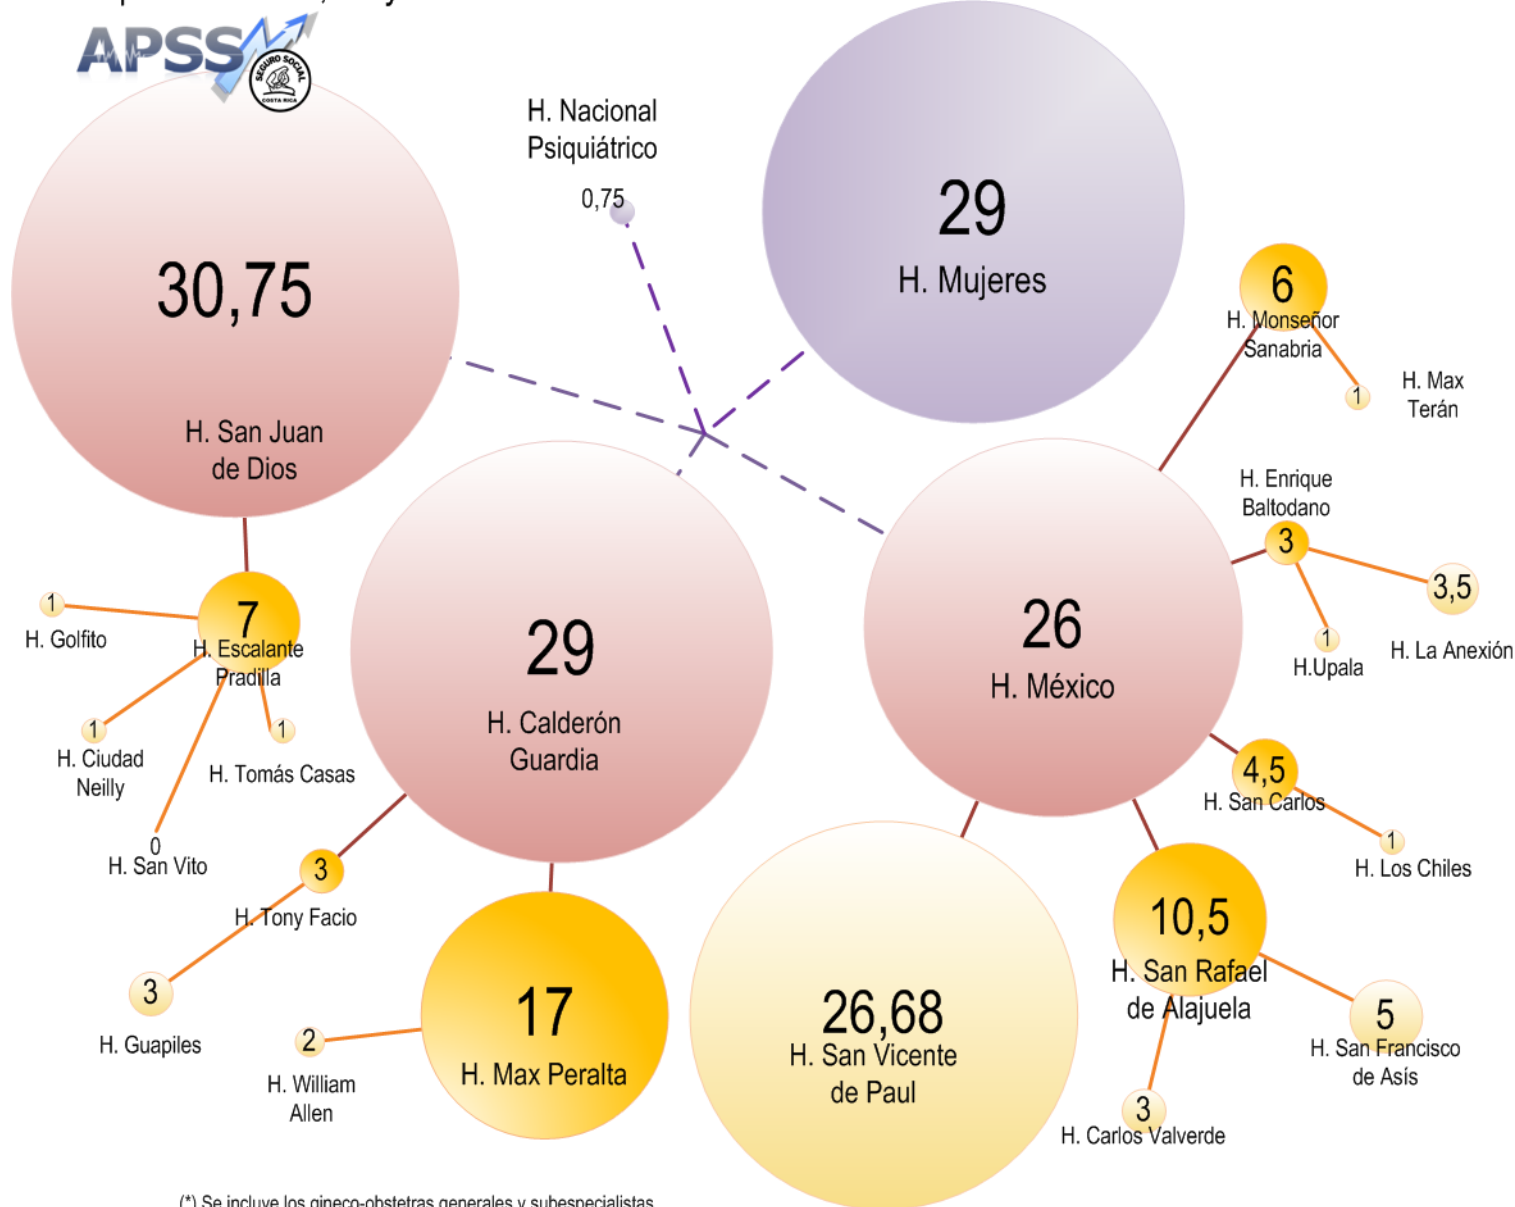 APSS
SEGURO SOCIAL
COSTA RICA
H. Nacional
Psiquiátrico
0,75
29
H. Mujeres
30,75
H. San Juan
de Dios
6
H. Monseñor
Sanabria
1
H. Max
Terán
H. Enrique
Baltodano
3
3,5
H. La Anexión
1
H.Upala
26
H. México
29
H. Calderón
Guardia
7
H. Escalante
Pradilla
1
H. Golfito
1
H. Ciudad
Neilly
1
H. Tomás Casas
0
H. San Vito
4,5
H. San Carlos
1
H. Los Chiles
3
H. Tony Facio
3
H. Guapiles
17
H. Max Peralta
2
H. William
Allen
26,68
H. San Vicente
de Paul
10,5
H. San Rafael
de Alajuela
5
H. San Francisco
de Asís
3
H. Carlos Valverde
(*) Se incluye los gineco-obstetras generales y subespecialistas